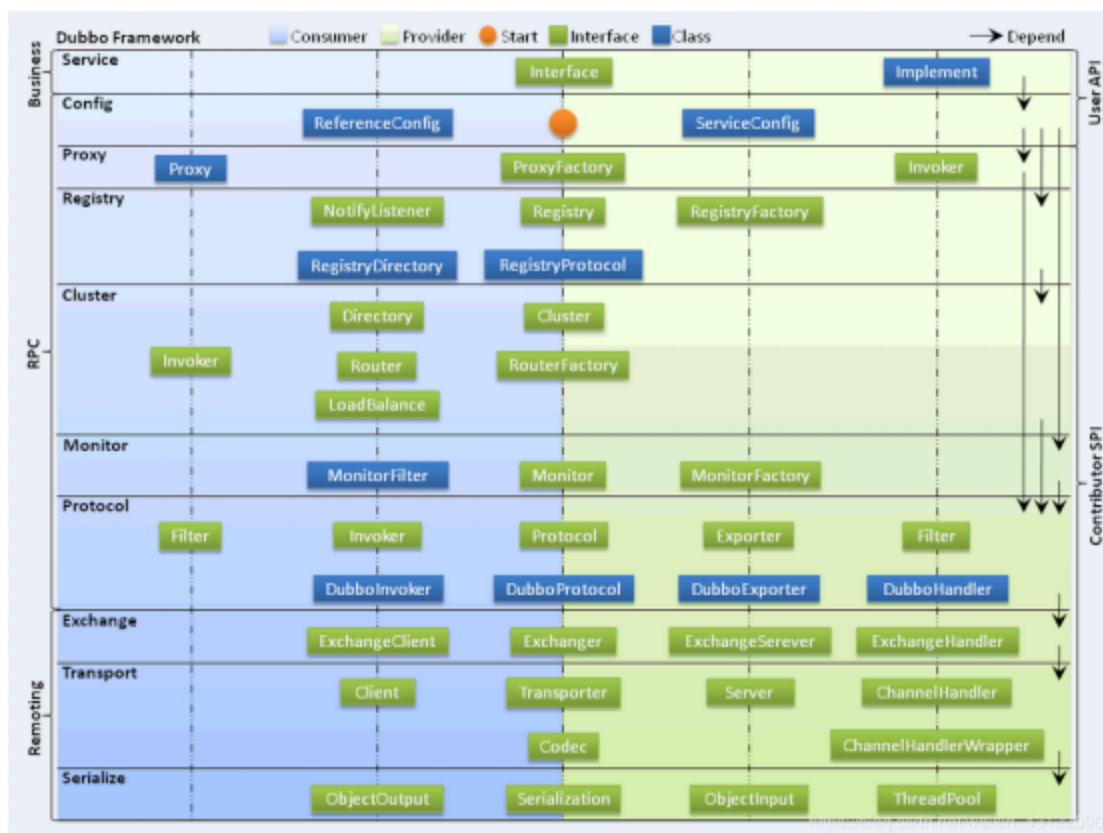 Dubbo Framework Consumer Provider Start Interface Class Depend
Business
User API
Service
Interface Implement
Config
ReferenceConfig ServiceConfig
Proxy
Proxy ProxyFactory Invoker
RPC
Contributor SPI
Registry
NotifyListener Registry RegistryFactory
RegistryDirectory RegistryProtocol
Cluster
Directory Cluster
Invoker Router RouterFactory
LoadBalance
Monitor
MonitorFilter Monitor MonitorFactory
Protocol
Filter Invoker Protocol Exporter Filter
DubboInvoker DubboProtocol DubboExporter DubboHandler
Remoting
Exchange
ExchangeClient Exchanger ExchangeSerever ExchangeHandler
Transport
Client Transporter Server ChannelHandler
Codec ChannelHandlerWrapper
Serialize
ObjectOutput Serialization ObjectInput ThreadPool